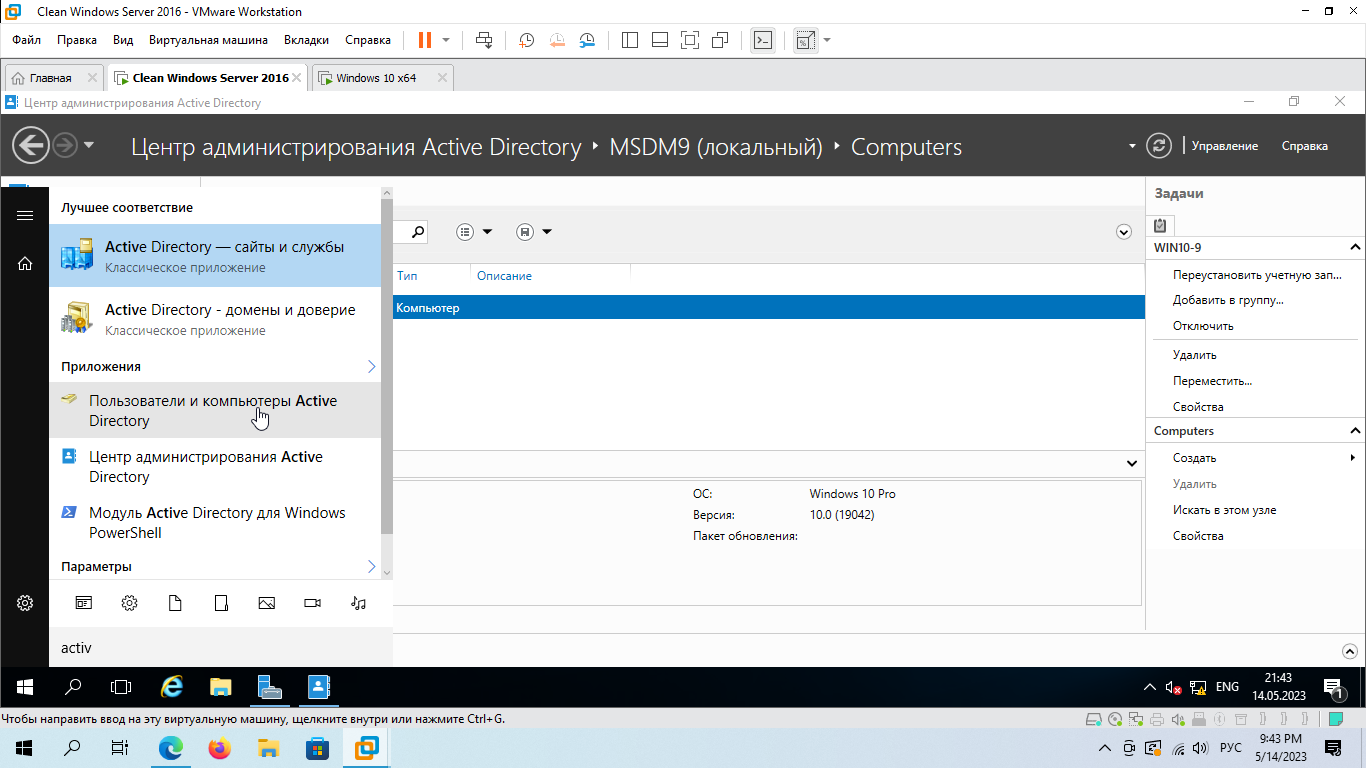 Clean Windows Server 2016 - VMware Workstation
Файл Правка Вид Виртуальная машина Вкладки Справка
Главная Clean Windows Server 2016 Windows 10 x64
Центр администрирования Active Directory
Центр администрирования Active Directory MSDM9 (локальный) Computers Управление Справка
Лучшее соответствие
Active Directory — сайты и службы
Классическое приложение
Active Directory - домены и доверие
Классическое приложение
Приложения
Пользователи и компьютеры Active
Directory
Центр администрирования Active
Directory
Модуль Active Directory для Windows
PowerShell
Параметры
activ
Тип Описание
Компьютер
ОС: Windows 10 Pro
Версия: 10.0 (19042)
Пакет обновления:
Задачи
WIN10-9
Переустановить учетную зап...
Добавить в группу...
Отключить
Удалить
Переместить...
Свойства
Computers
Создать
Удалить
Искать в этом узле
Свойства
ENG
21:43
14.05.2023
1
Чтобы направить ввод на эту виртуальную машину, щелкните внутри или нажмите Ctrl+G.
РУС
9:43 PM
5/14/2023